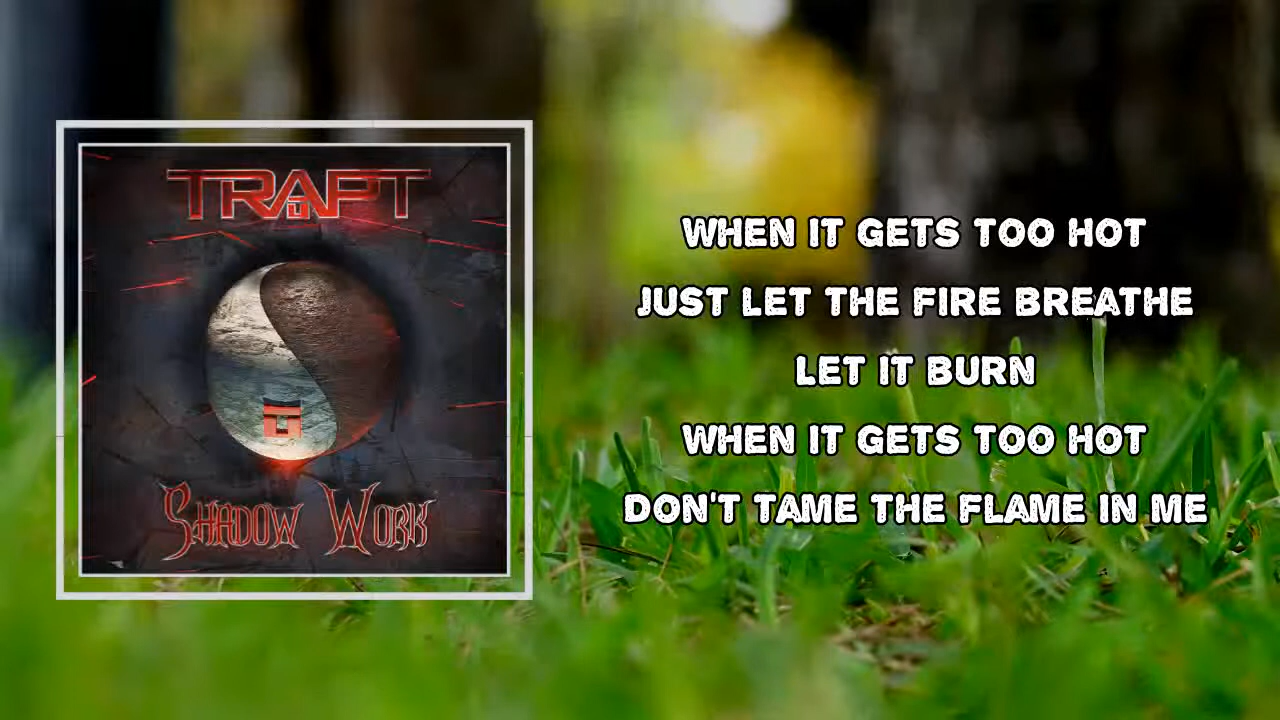 TRAPT
SHADOW WORK
WHEN IT GETS TOO HOT
JUST LET THE FIRE BREATHE
LET IT BURN
WHEN IT GETS TOO HOT
DON'T TAME THE FLAME IN ME